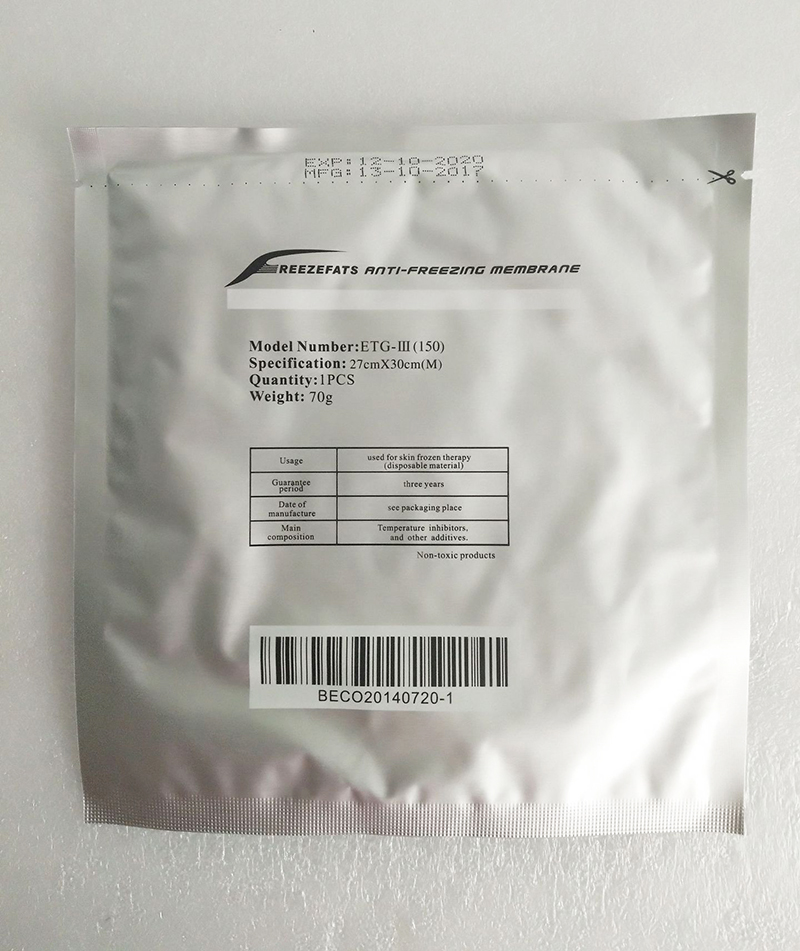 EXP: 12-10-2020
MFG: 13-10-2017
FREEZEFATS ANTI-FREEZING MEMBRANE
Model Number:ETG-III(150)
Specification: 27cmX30cm(M)
Quantity:1PCS
Weight: 70g
Usage
used for skin frozen therapy
(disposable material)
Guarantee
period
three years
Date of
manufacture
see packaging place
Main
composition
Temperature inhibitors,
and other additives.
Non-toxic products
BECO20140720-1